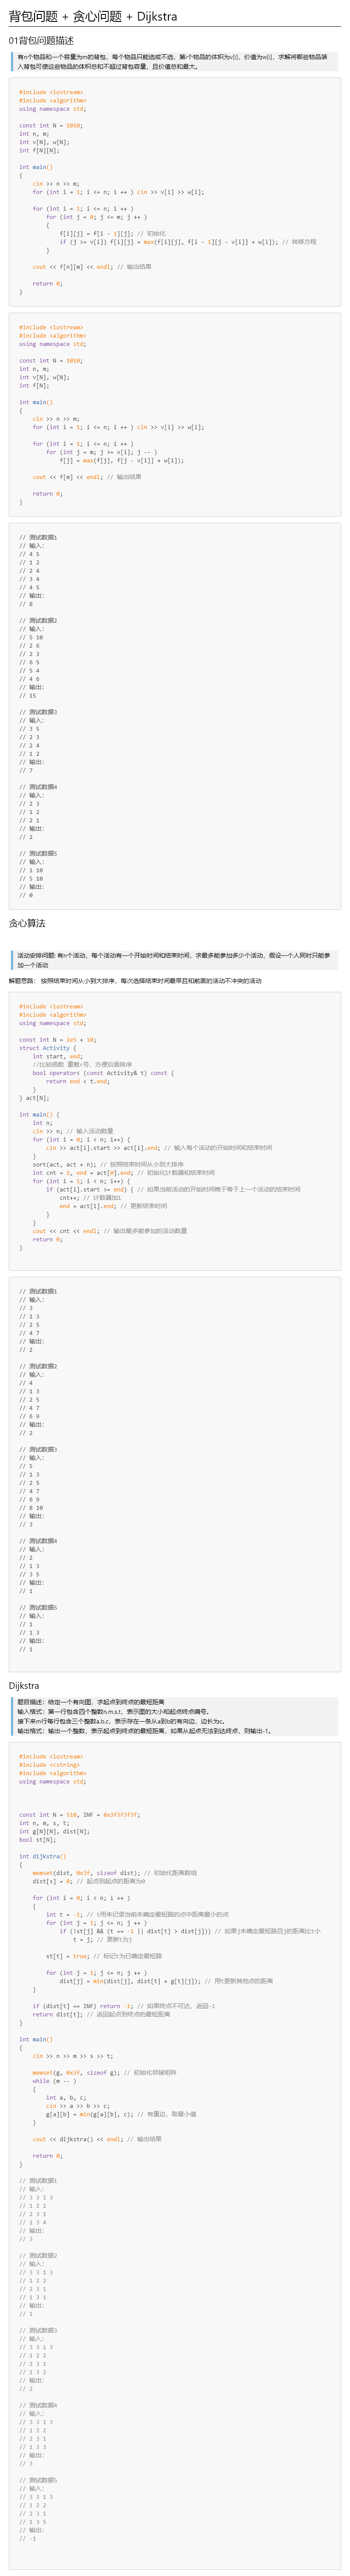 背包问题 + 贪心问题 + Dijkstra
01背包问题描述
有n个物品和一个容量为m的背包，每个物品只能选或不选，第i个物品的体积为v[i]，价值为w[i]，求解将哪些物品装
入背包可使这些物品的体积总和不超过背包容量，且价值总和最大。
#include <iostream>
#include <algorithm>
using namespace std;
const int N = 1010;
int n, m;
int v[N], w[N];
int f[N][N];
int main()
{
cin >> n >> m;
for (int i = 1; i <= n; i ++ ) cin >> v[i] >> w[i];
for (int i = 1; i <= n; i ++ )
for (int j = 0; j <= m; j ++ )
{
f[i][j] = f[i - 1][j]; // 初始化
if (j >= v[i]) f[i][j] = max(f[i][j], f[i - 1][j - v[i]] + w[i]); // 转移方程
}
cout << f[n][m] << endl; // 输出结果
return 0;
}
#include <iostream>
#include <algorithm>
using namespace std;
const int N = 1010;
int n, m;
int v[N], w[N];
int f[N];
int main()
{
cin >> n >> m;
for (int i = 1; i <= n; i ++ ) cin >> v[i] >> w[i];
for (int i = 1; i <= n; i ++ )
for (int j = m; j >= v[i]; j -- )
f[j] = max(f[j], f[j - v[i]] + w[i]);
cout << f[m] << endl; // 输出结果
return 0;
}
// 测试数据1
// 输入:
// 4 5
// 1 2
// 2 4
// 3 4
// 4 5
// 输出:
// 8
// 测试数据2
// 输入:
// 5 10
// 2 6
// 2 3
// 6 5
// 5 4
// 4 6
// 输出:
// 15
// 测试数据3
// 输入:
// 3 5
// 2 3
// 2 4
// 1 2
// 输出:
// 7
// 测试数据4
// 输入:
// 2 3
// 1 2
// 2 1
// 输出:
// 2
// 测试数据5
// 输入:
// 1 10
// 5 10
// 输出:
// 0
贪心算法
活动安排问题: 有n个活动，每个活动有一个开始时间和结束时间，求最多能参加多少个活动，假设一个人同时只能参
加一个活动
解题思路： 按照结束时间从小到大排序，每次选择结束时间最早且和前面的活动不冲突的活动
#include <iostream>
#include <algorithm>
using namespace std;
const int N = 1e5 + 10;
struct Activity {
int start, end;
//比较函数 重载<号，方便后面排序
bool operator< (const Activity& t) const {
return end < t.end;
}
} act[N];
int main() {
int n;
cin >> n; // 输入活动数量
for (int i = 0; i < n; i++) {
cin >> act[i].start >> act[i].end; // 输入每个活动的开始时间和结束时间
}
sort(act, act + n); // 按照结束时间从小到大排序
int cnt = 1, end = act[0].end; // 初始化计数器和结束时间
for (int i = 1; i < n; i++) {
if (act[i].start >= end) { // 如果当前活动的开始时间晚于等于上一个活动的结束时间
cnt++; // 计数器加1
end = act[i].end; // 更新结束时间
}
}
cout << cnt << endl; // 输出最多能参加的活动数量
return 0;
}
// 测试数据1
// 输入:
// 3
// 1 3
// 2 5
// 4 7
// 输出:
// 2
// 测试数据2
// 输入:
// 4
// 1 3
// 2 5
// 4 7
// 6 9
// 输出:
// 2
// 测试数据3
// 输入:
// 5
// 1 3
// 2 5
// 4 7
// 6 9
// 8 10
// 输出:
// 3
// 测试数据4
// 输入:
// 2
// 1 3
// 3 5
// 输出:
// 1
// 测试数据5
// 输入:
// 1
// 1 3
// 输出:
// 1
Dijkstra
题目描述：给定一个有向图，求起点到终点的最短距离
输入格式：第一行包含四个整数n,m,s,t，表示图的大小和起点终点编号。
接下来m行每行包含三个整数a,b,c，表示存在一条从a到b的有向边，边长为c。
输出格式：输出一个整数，表示起点到终点的最短距离，如果从起点无法到达终点，则输出-1。
#include <iostream>
#include <cstring>
#include <algorithm>
using namespace std;
const int N = 510, INF = 0x3f3f3f3f;
int n, m, s, t;
int g[N][N], dist[N];
bool st[N];
int dijkstra()
{
memset(dist, 0x3f, sizeof dist); // 初始化距离数组
dist[s] = 0; // 起点到起点的距离为0
for (int i = 0; i < n; i ++ )
{
int t = -1; // t用来记录当前未确定最短路的点中距离最小的点
for (int j = 1; j <= n; j ++ )
if (!st[j] && (t == -1 || dist[t] > dist[j])) // 如果j未确定最短路且j的距离比t小
t = j; // 更新t为j
st[t] = true; // 标记t为已确定最短路
for (int j = 1; j <= n; j ++ )
dist[j] = min(dist[j], dist[t] + g[t][j]); // 用t更新其他点的距离
}
if (dist[t] == INF) return -1; // 如果终点不可达，返回-1
return dist[t]; // 返回起点到终点的最短距离
}
int main()
{
cin >> n >> m >> s >> t;
memset(g, 0x3f, sizeof g); // 初始化邻接矩阵
while (m -- )
{
int a, b, c;
cin >> a >> b >> c;
g[a][b] = min(g[a][b], c); // 有重边，取最小值
}
cout << dijkstra() << endl; // 输出结果
return 0;
}
// 测试数据1
// 输入:
// 3 3 1 3
// 1 2 2
// 2 3 1
// 1 3 4
// 输出:
// 3
// 测试数据2
// 输入:
// 3 3 1 3
// 1 2 2
// 2 3 1
// 1 3 1
// 输出:
// 1
// 测试数据3
// 输入:
// 3 3 1 3
// 1 2 2
// 2 3 1
// 1 3 2
// 输出:
// 2
// 测试数据4
// 输入:
// 3 3 1 3
// 1 2 2
// 2 3 1
// 1 3 3
// 输出:
// 3
// 测试数据5
// 输入:
// 3 3 1 3
// 1 2 2
// 2 3 1
// 1 3 5
// 输出:
// -1